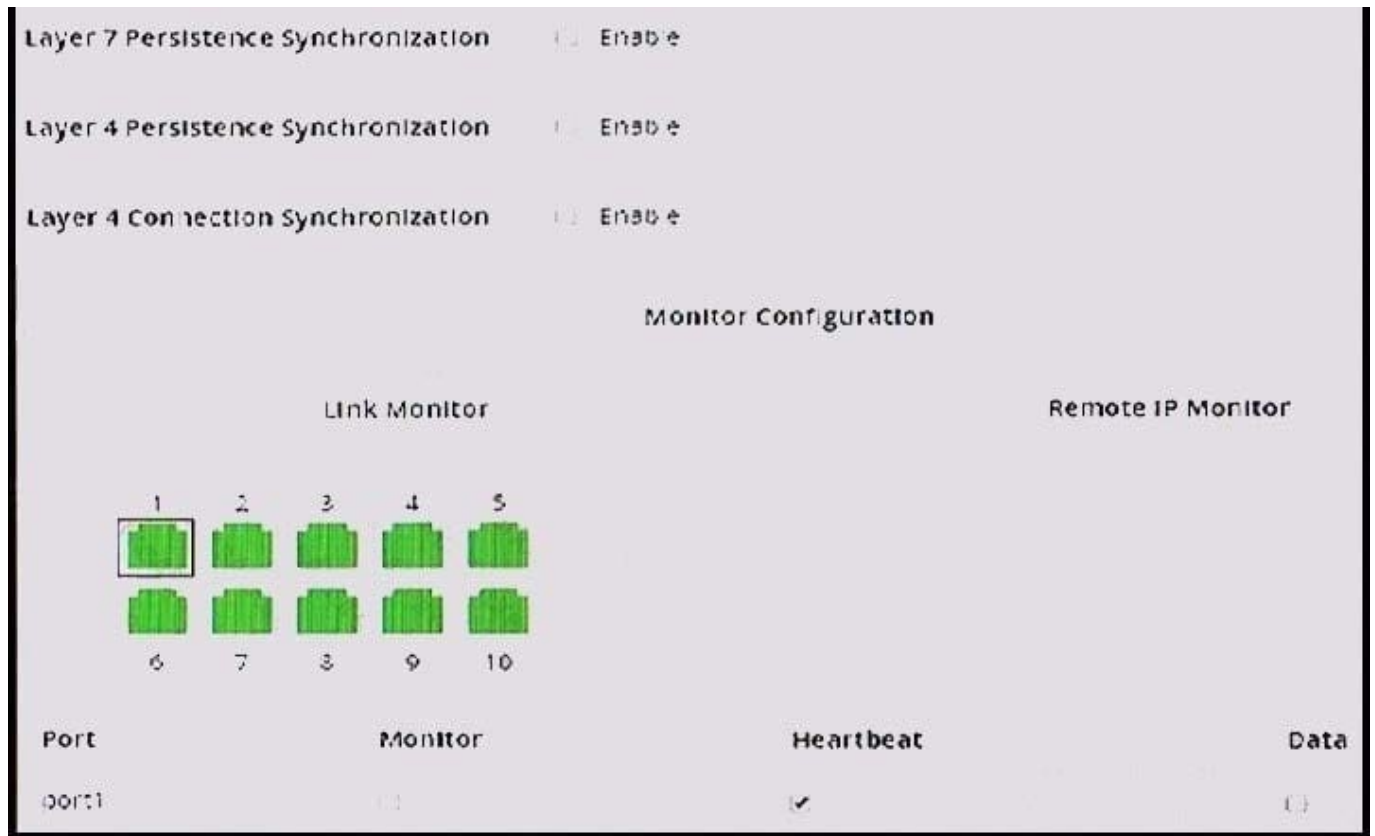 Layer 7 Persistence Synchronization Enable
Layer 4 Persistence Synchronization Enable
Layer 4 Connection Synchronization Enable
Monitor Configuration
Link Monitor Remote IP Monitor
1 2 3 4 5
6 7 8 9 10
Port Monitor Heartbeat Data
port1